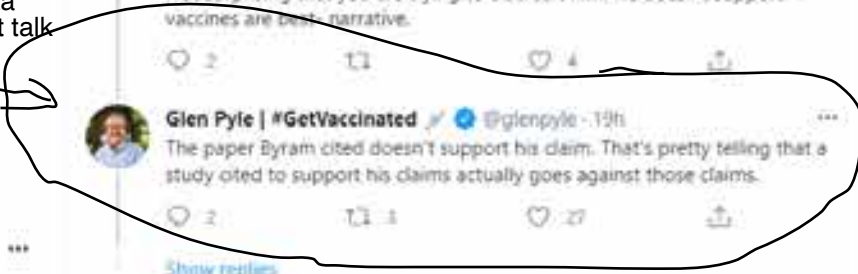 a
t talk
vaccines are best- narrative.
2 4
Glen Pyle | #GetVaccinated @glenpyle · 19h
The paper Byram cited doesn't support his claim. That's pretty telling that a
study cited to support his claims actually goes against those claims.
2 3 27
Show replies